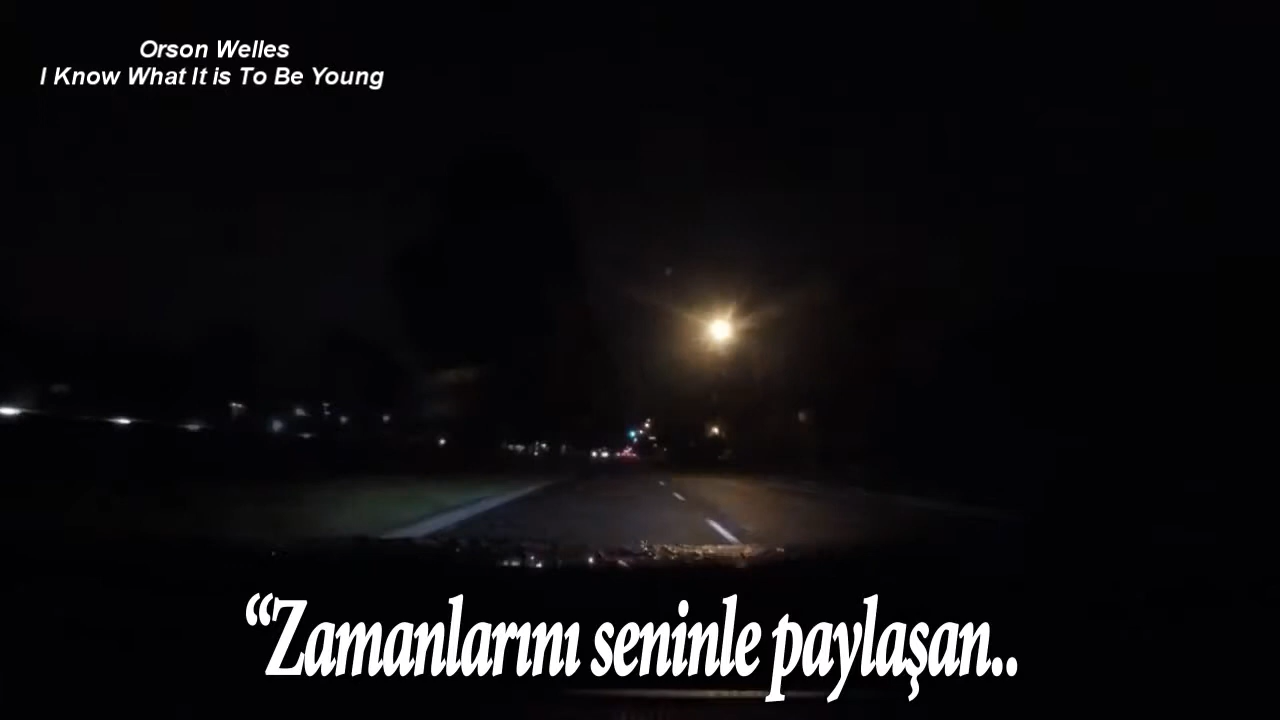 Orson Welles
I Know What It is To Be Young
“Zamanlarını seninle paylaşan..